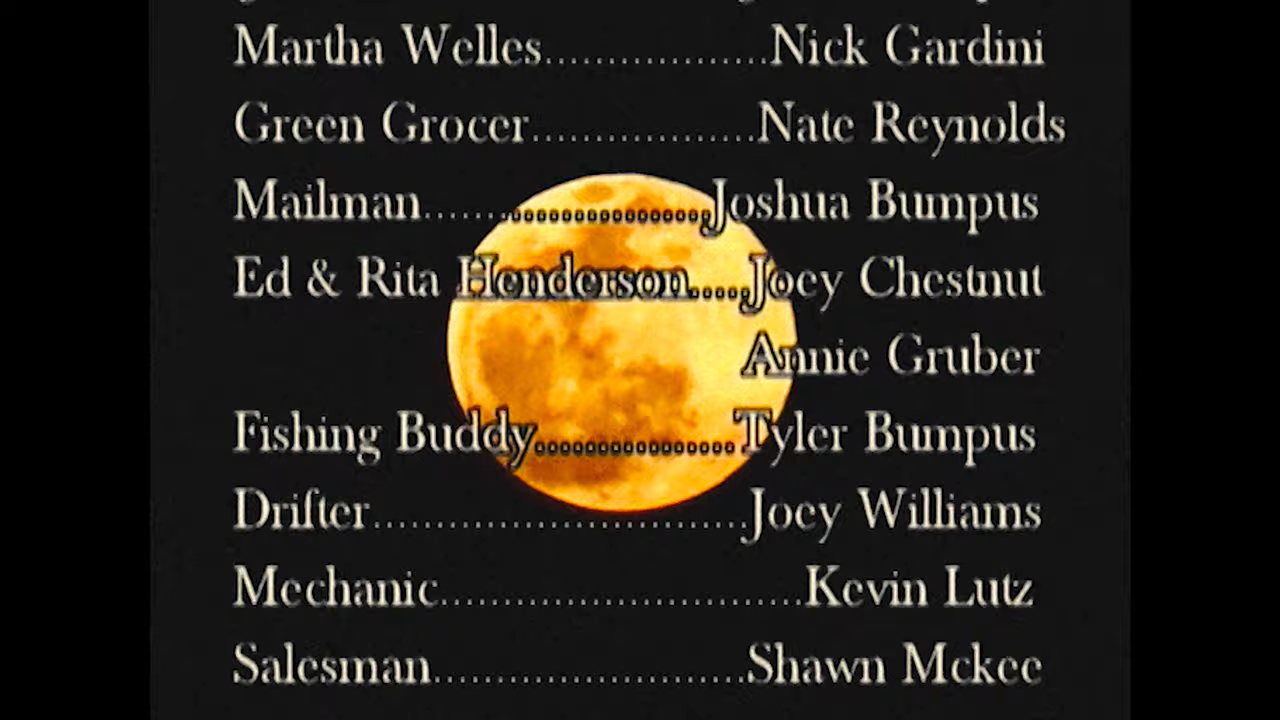 Martha Welles..................Nick Gardini
Green Grocer..................Nate Reynolds
Mailman.......................Joshua Bumpus
Ed & Rita Henderson.....Joey Chestnut
Annie Gruber
Fishing Buddy................Tyler Bumpus
Drifter..............................Joey Williams
Mechanic.............................Kevin Lutz
Salesman.........................Shawn Mckee